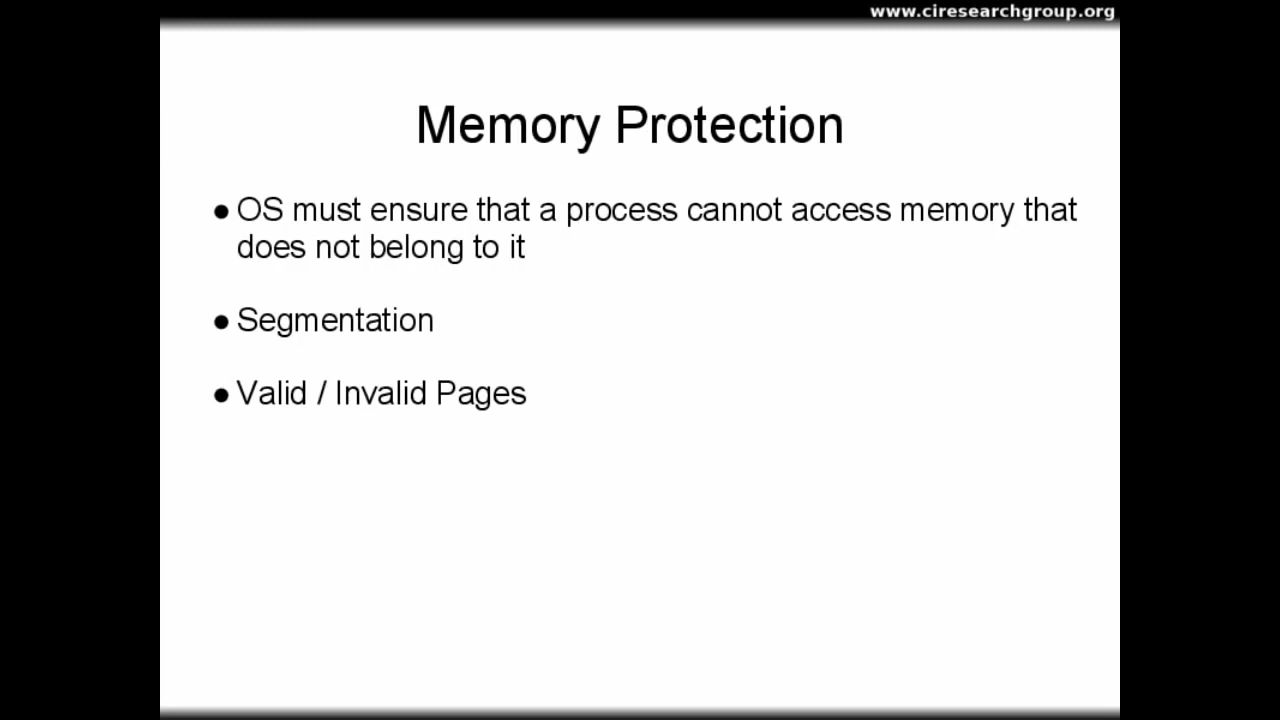 www.ciresearchgroup.org
Memory Protection
● OS must ensure that a process cannot access memory that
does not belong to it
● Segmentation
● Valid / Invalid Pages